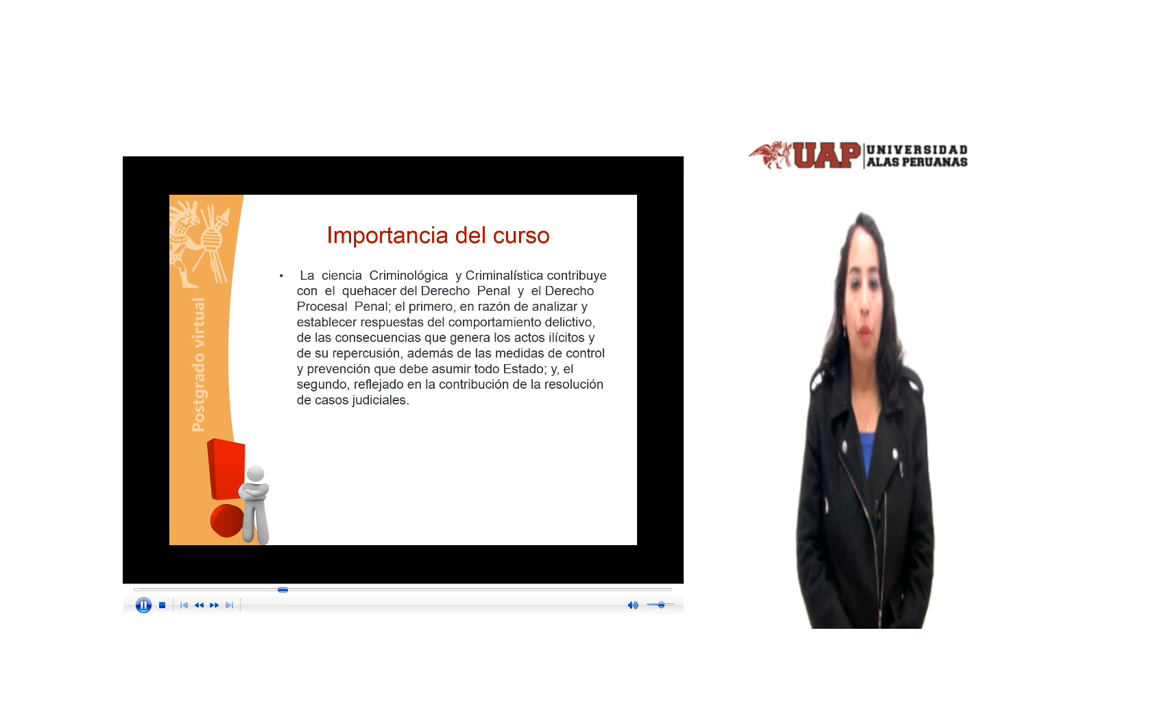 UAP UNIVERSIDAD
ALAS PERUANAS
Importancia del curso
• La ciencia Criminológica y Criminalística contribuye
con el quehacer del Derecho Penal y el Derecho
Procesal Penal; el primero, en razón de analizar y
establecer respuestas del comportamiento delictivo,
de las consecuencias que genera los actos ilícitos y
de su repercusión, además de las medidas de control
y prevención que debe asumir todo Estado; y, el
segundo, reflejado en la contribución de la resolución
de casos judiciales.
Postgrado virtual